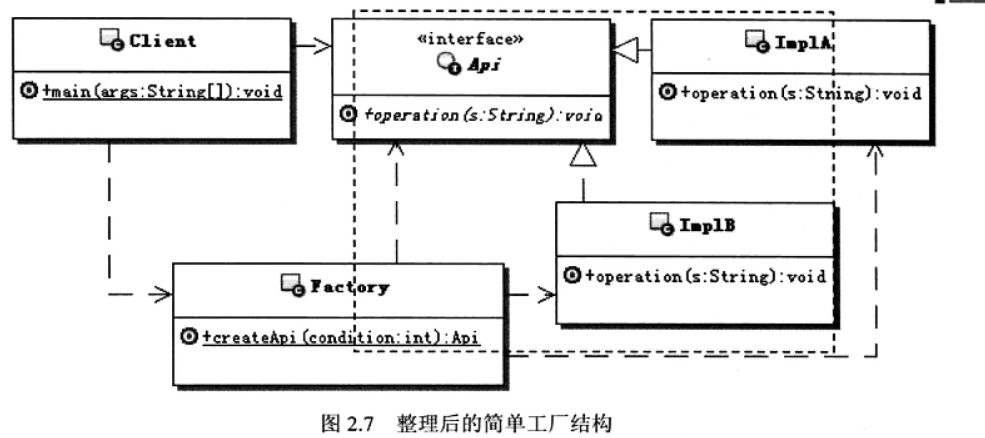 Client
+main(args:String[]):void
«interface»
Api
+operation(s:String):void
ImplA
+operation(s:String):void
ImplB
+operation(s:String):void
Factory
+createApi(condition:int):Api
图 2.7 整理后的简单工厂结构